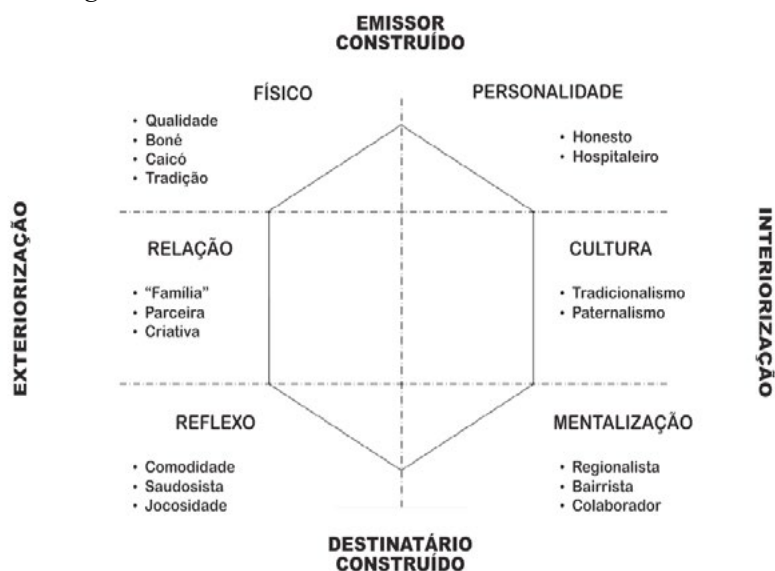 EMISSOR
CONSTRUÍDO
FÍSICO
• Qualidade
• Boné
• Caicó
• Tradição
PERSONALIDADE
• Honesto
• Hospitaleiro
EXTERIORIZAÇÃO
RELAÇÃO
• “Família”
• Parceira
• Criativa
CULTURA
• Tradicionalismo
• Paternalismo
INTERIORIZAÇÃO
REFLEXO
• Comodidade
• Saudosista
• Jocosidade
MENTALIZAÇÃO
• Regionalista
• Bairrista
• Colaborador
DESTINATÁRIO
CONSTRUÍDO